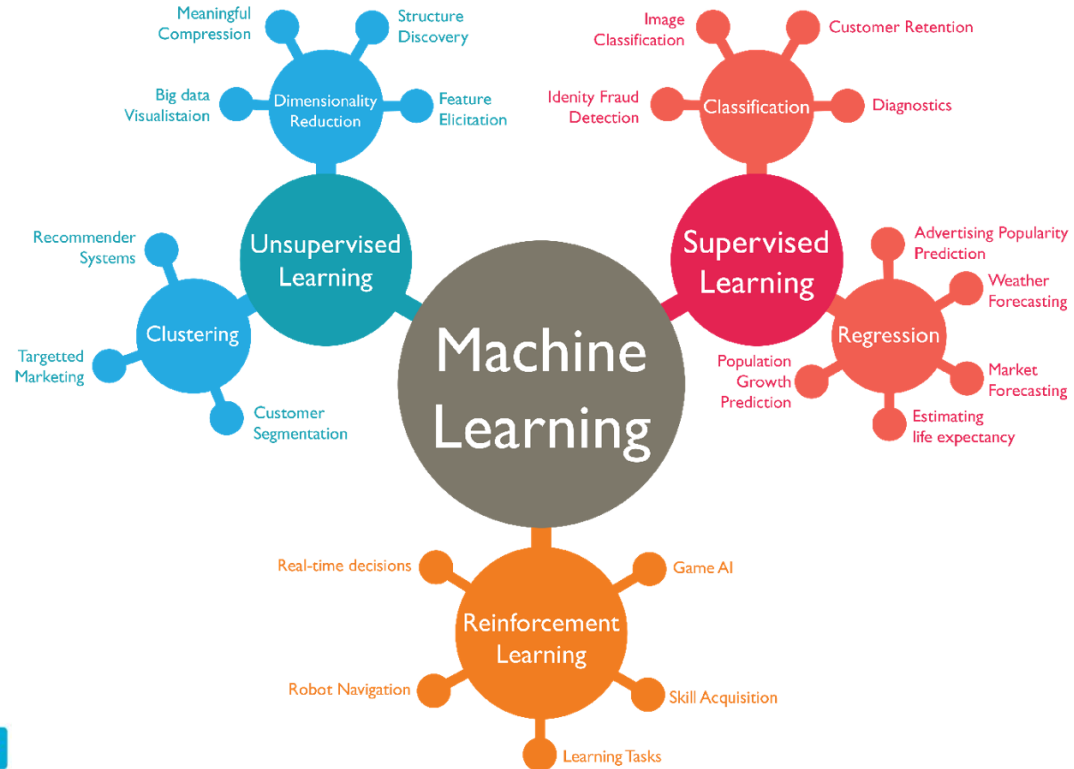 Meaningful
Compression
Structure
Discovery
Big data
Visualistaion
Dimensionality
Reduction
Feature
Elicitation
Unsupervised
Learning
Recommender
Systems
Clustering
Targetted
Marketing
Customer
Segmentation
Machine
Learning
Image
Classification
Customer Retention
Idenity Fraud
Detection
Classification
Diagnostics
Supervised
Learning
Advertising Popularity
Prediction
Weather
Forecasting
Regression
Population
Growth
Prediction
Market
Forecasting
Estimating
life expectancy
Real-time decisions
Game AI
Reinforcement
Learning
Robot Navigation
Skill Acquisition
Learning Tasks